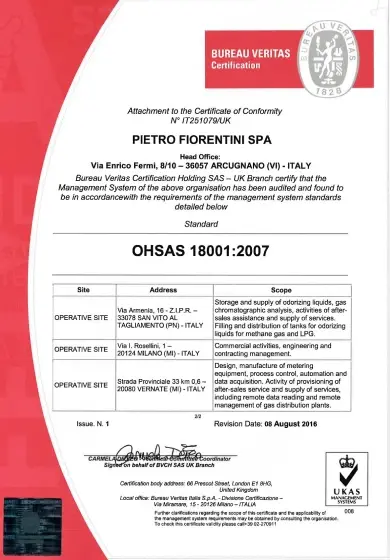 BUREAU VERITAS
Certification
BUREAU VERITAS
1828
Attachment to the Certificate of Conformity
N° IT251079/UK
PIETRO FIORENTINI SPA
Head Office:
Via Enrico Fermi, 8/10 – 36057 ARCUGNANO (VI) - ITALY
Bureau Veritas Certification Holding SAS – UK Branch certify that the
Management System of the above organisation has been audited and found to
be in accordancewith the requirements of the management system standards
detailed below
Standard
OHSAS 18001:2007
Site Address Scope
OPERATIVE SITE
Via Armenia, 16 - Z.I.P.R. –
33078 SAN VITO AL
TAGLIAMENTO (PN) - ITALY
Storage and supply of odorizing liquids, gas
chromatographic analysis, activities of after-
sales assistance and supply of services.
Filling and distribution of tanks for odorizing
liquids for methane gas and LPG.
OPERATIVE SITE
Via I. Rosellini, 1 –
20124 MILANO (MI) - ITALY
Commercial activities, engineering and
contracting management.
OPERATIVE SITE
Strada Provinciale 33 km 0,6 –
20080 VERNATE (MI) - ITALY
Design, manufacture of metering
equipment, process control, automation and
data acquisition. Activity of provisioning of
after-sales service and supply of services,
including remote data reading and remote
management of gas distribution plants.
2/2
Issue. N. 1
Revision Date: 08 August 2016
Coordinator
Signed on behalf of BVCH SAS UK Branch
Certification body address: 66 Prescot Street, London E1 8HG,
United Kingdom
Local office: Bureau Veritas Italia S.p.A. - Divisione Certificazione –
Via Miramare, 15 - 20126 Milano – ITALIA
Further clarifications regarding the scope of this certificate and the applicability of
the management system requirements may be obtained by consulting the organisation.
To check this certificate validity please call+39 02-270911
UKAS
MANAGEMENT
SYSTEMS
008